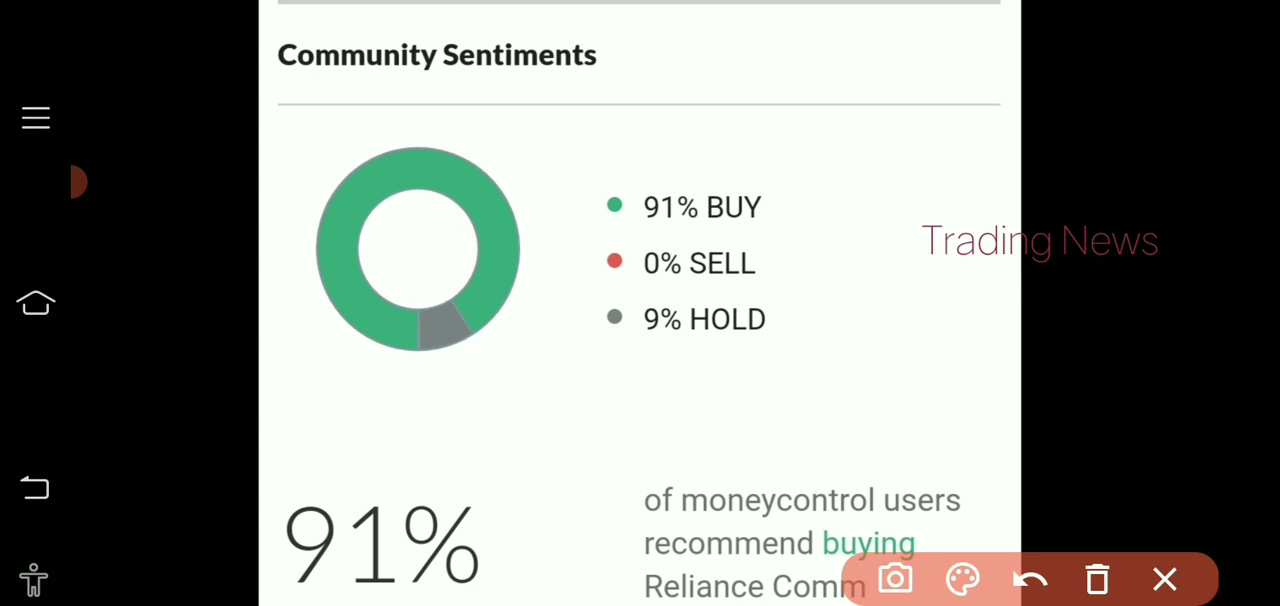 Community Sentiments
91% BUY
0% SELL
9% HOLD
Trading News
91%
of moneycontrol users
recommend buying
Reliance Comm